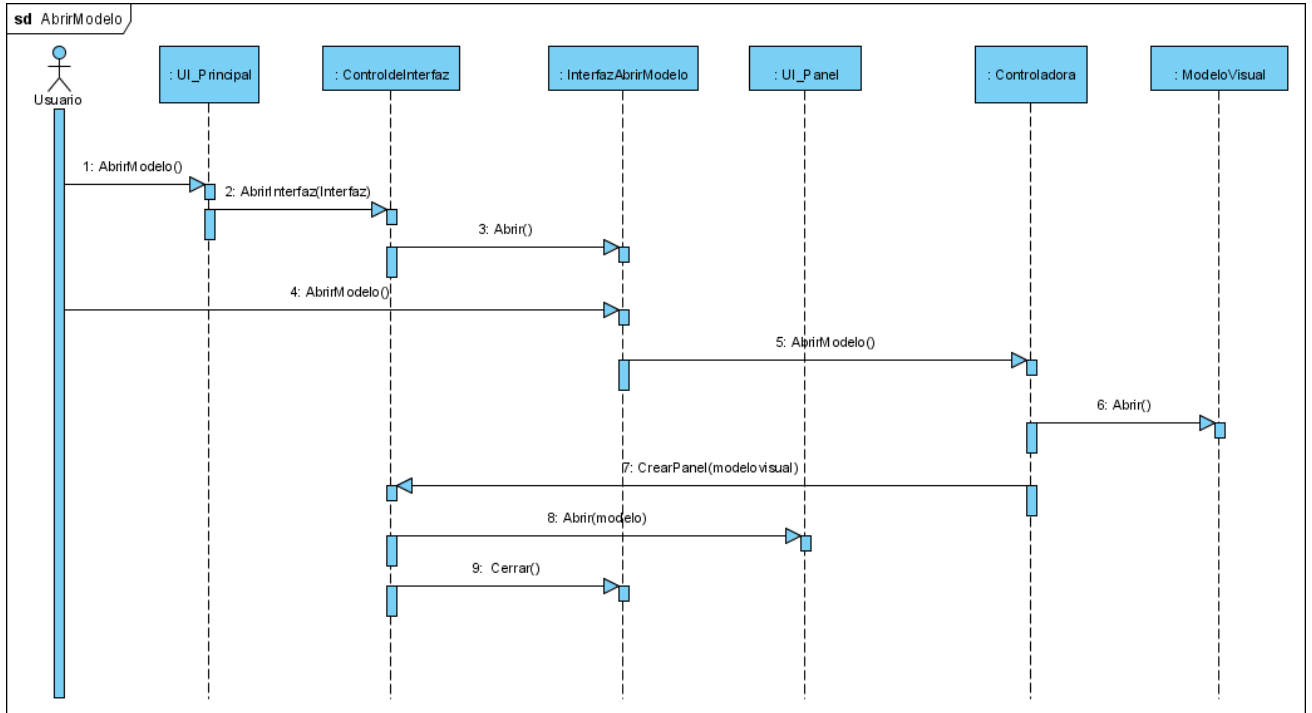 sd AbrirModelo
Usuario
: UI_Principal
: ControldeInterfaz
: InterfazAbrirModelo
: UI_Panel
: Controladora
: ModeloVisual
1: AbrirModelo()
2: AbrirInterfaz(Interfaz)
3: Abrir()
4: AbrirModelo()
5: AbrirModelo()
6: Abrir()
7: CrearPanel(modelovisual)
8: Abrir(modelo)
9: Cerrar()